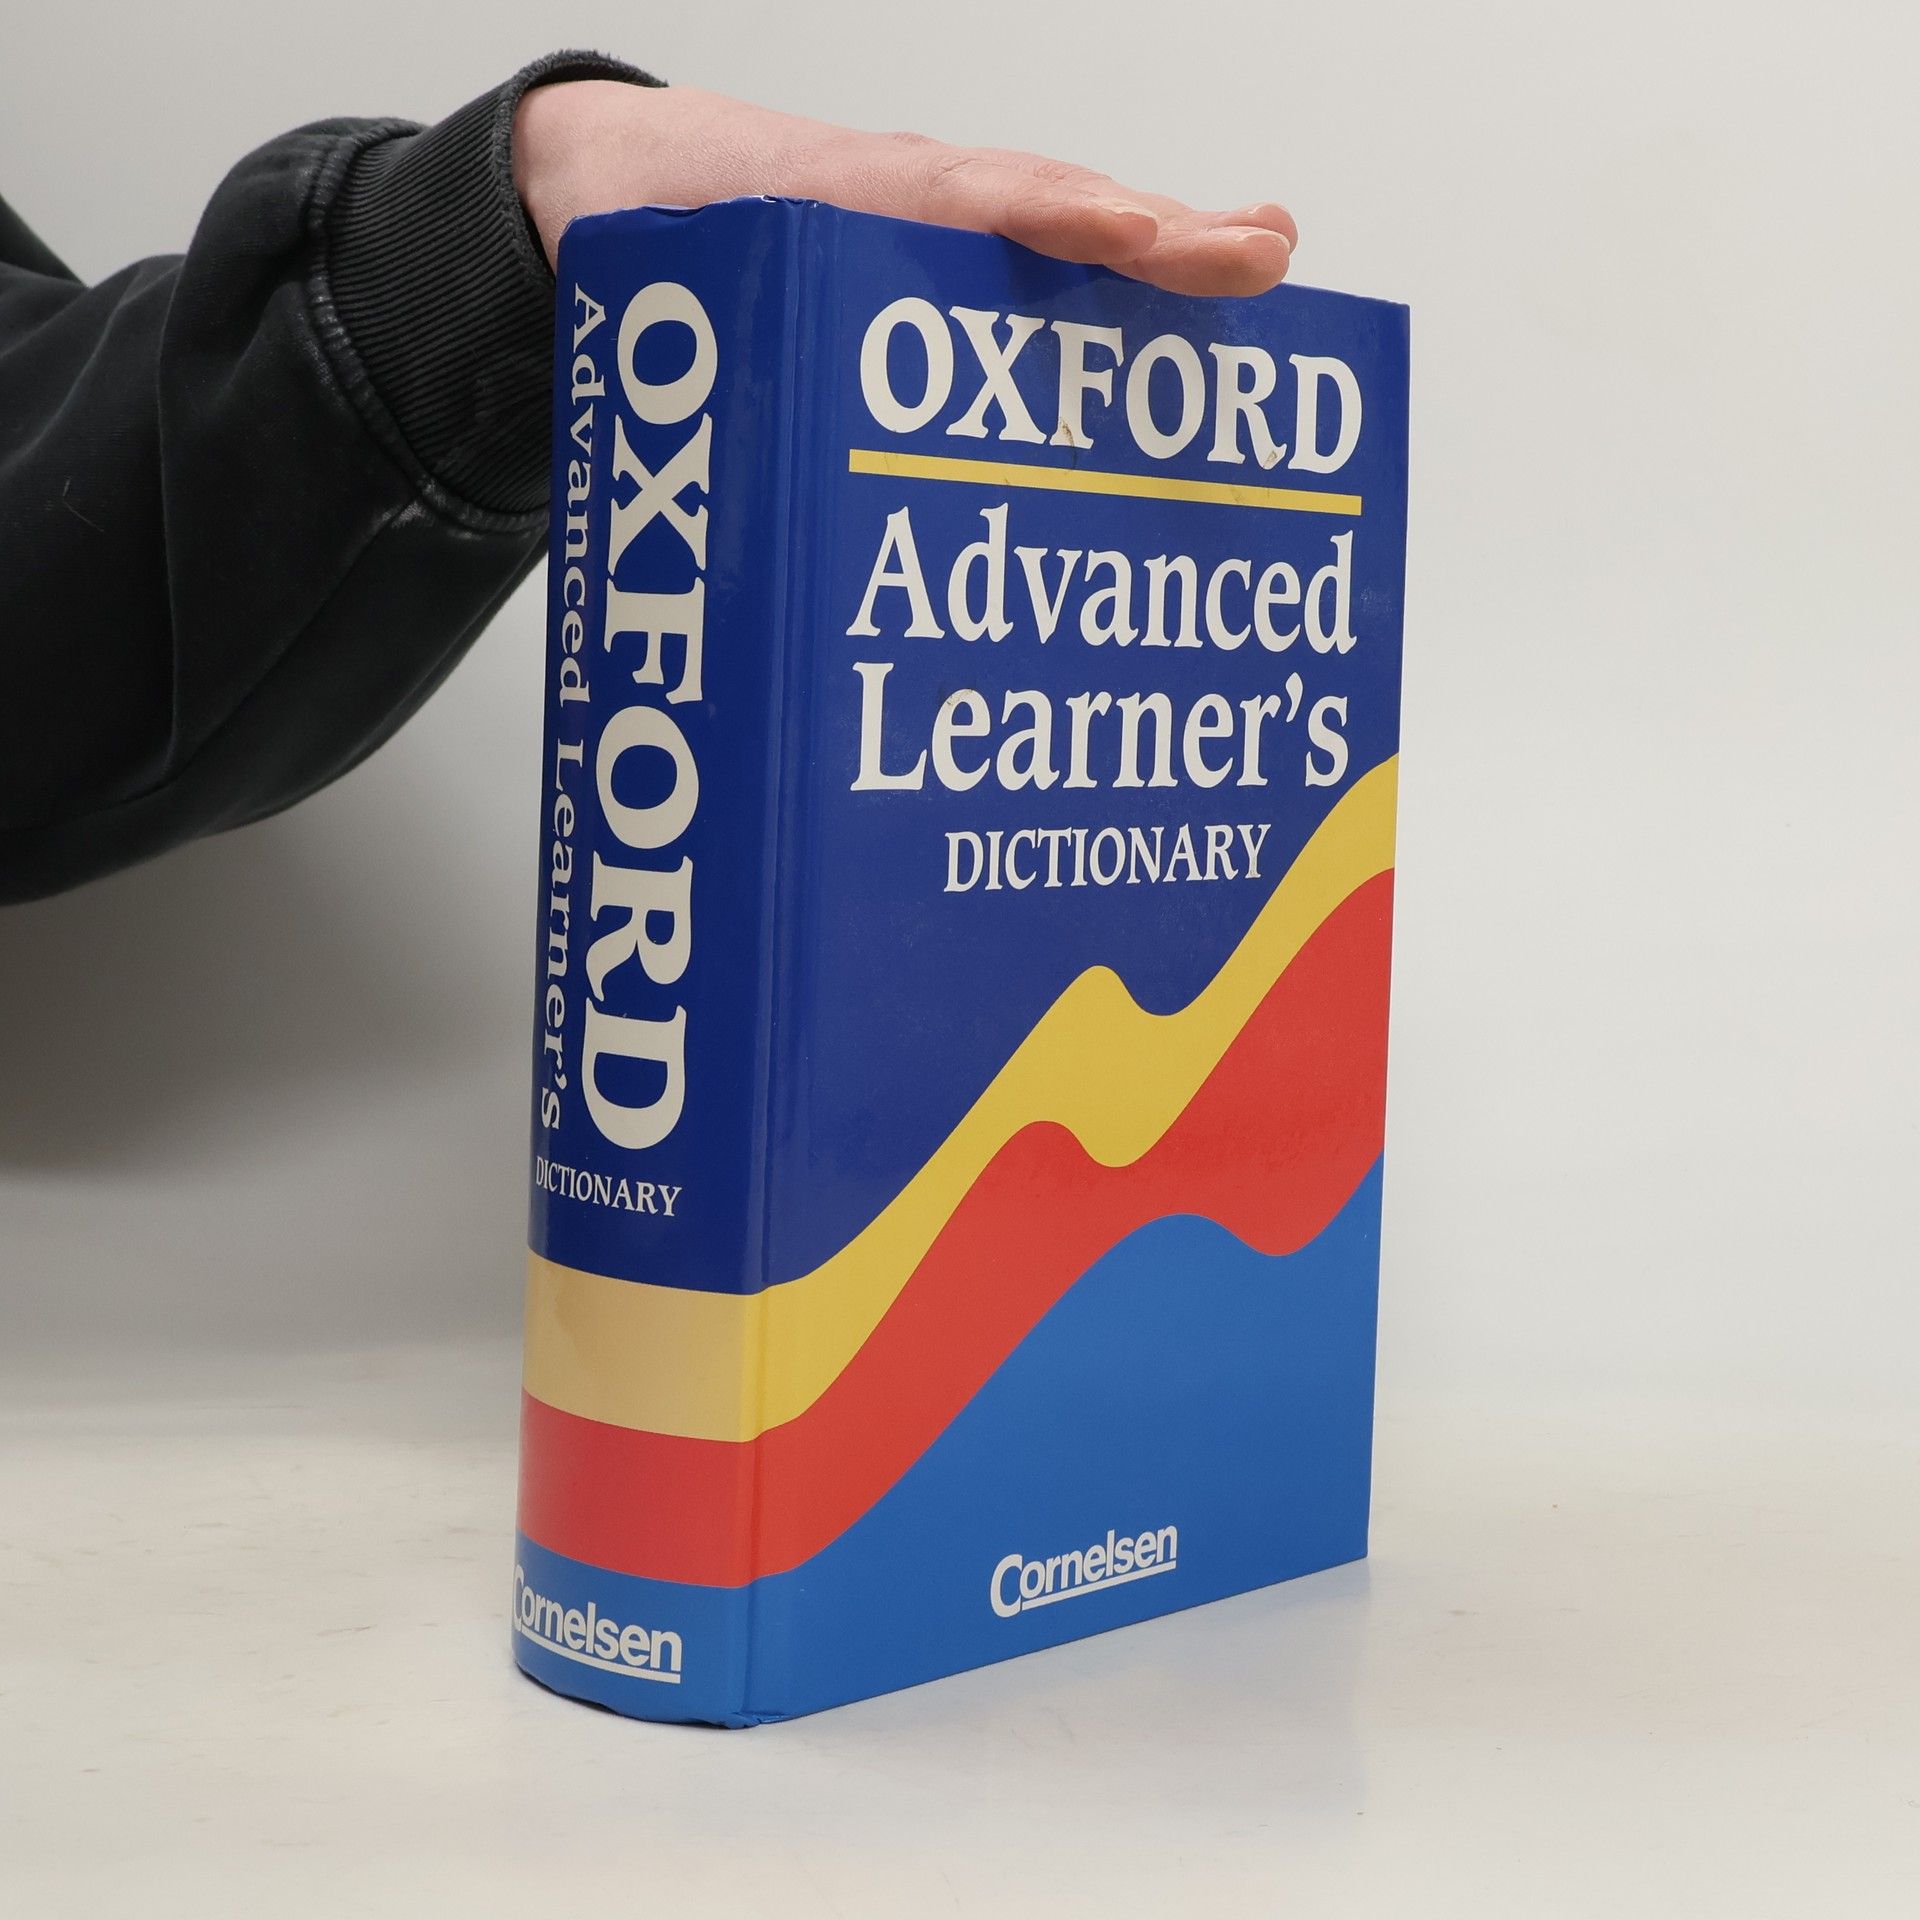 OXFORD
Advanced Learner's
DICTIONARY
Cornelsen
OXFORD
Advanced
Learner's
DICTIONARY
Cornelsen